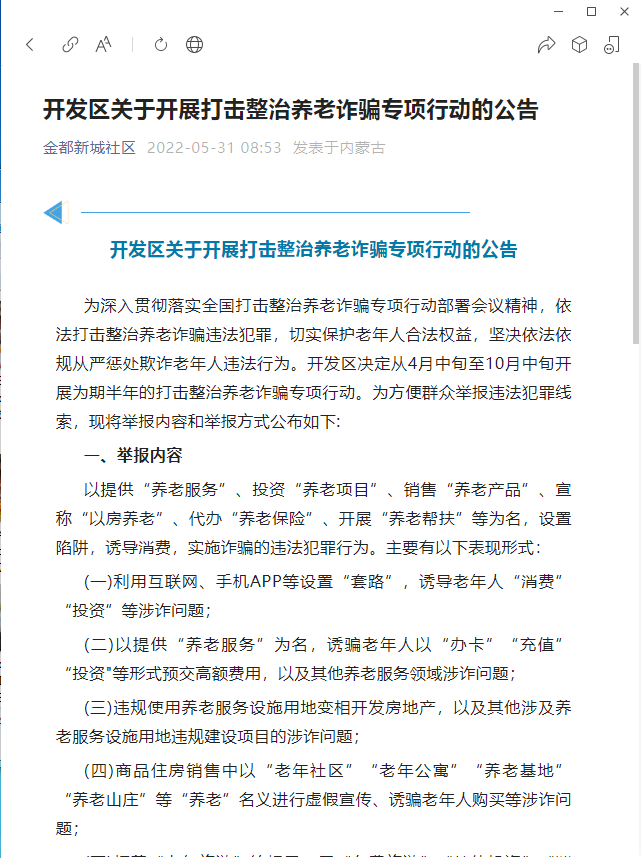 开发区关于开展打击整治养老诈骗专项行动的公告
金都新城社区 2022-05-31 08:53 发表于内蒙古
开发区关于开展打击整治养老诈骗专项行动的公告
为深入贯彻落实全国打击整治养老诈骗专项行动部署会议精神，依
法打击整治养老诈骗违法犯罪，切实保护老年人合法权益，坚决依法依
规从严惩处欺诈老年人违法行为。开发区决定从4月中旬至10月中旬开
展为期半年的打击整治养老诈骗专项行动。为方便群众举报违法犯罪线
索，现将举报内容和举报方式公布如下:
一、举报内容
以提供“养老服务”、投资“养老项目”、销售“养老产品”、宣
称“以房养老”、代办“养老保险”、开展“养老帮扶”等为名，设置
陷阱，诱导消费，实施诈骗的违法犯罪行为。主要有以下表现形式：
(一)利用互联网、手机APP等设置“套路”，诱导老年人“消费”
“投资”等涉诈问题；
(二)以提供“养老服务”为名，诱骗老年人以“办卡”“充值”
“投资"等形式预交高额费用，以及其他养老服务领域涉诈问题；
(三)违规使用养老服务设施用地变相开发房地产，以及其他涉及养
老服务设施用地违规建设项目的涉诈问题；
(四)商品住房销售中以“老年社区”“老年公寓”“养老基地”
“养老山庄”等“养老”名义进行虚假宣传、诱骗老年人购买等涉诈问
题；